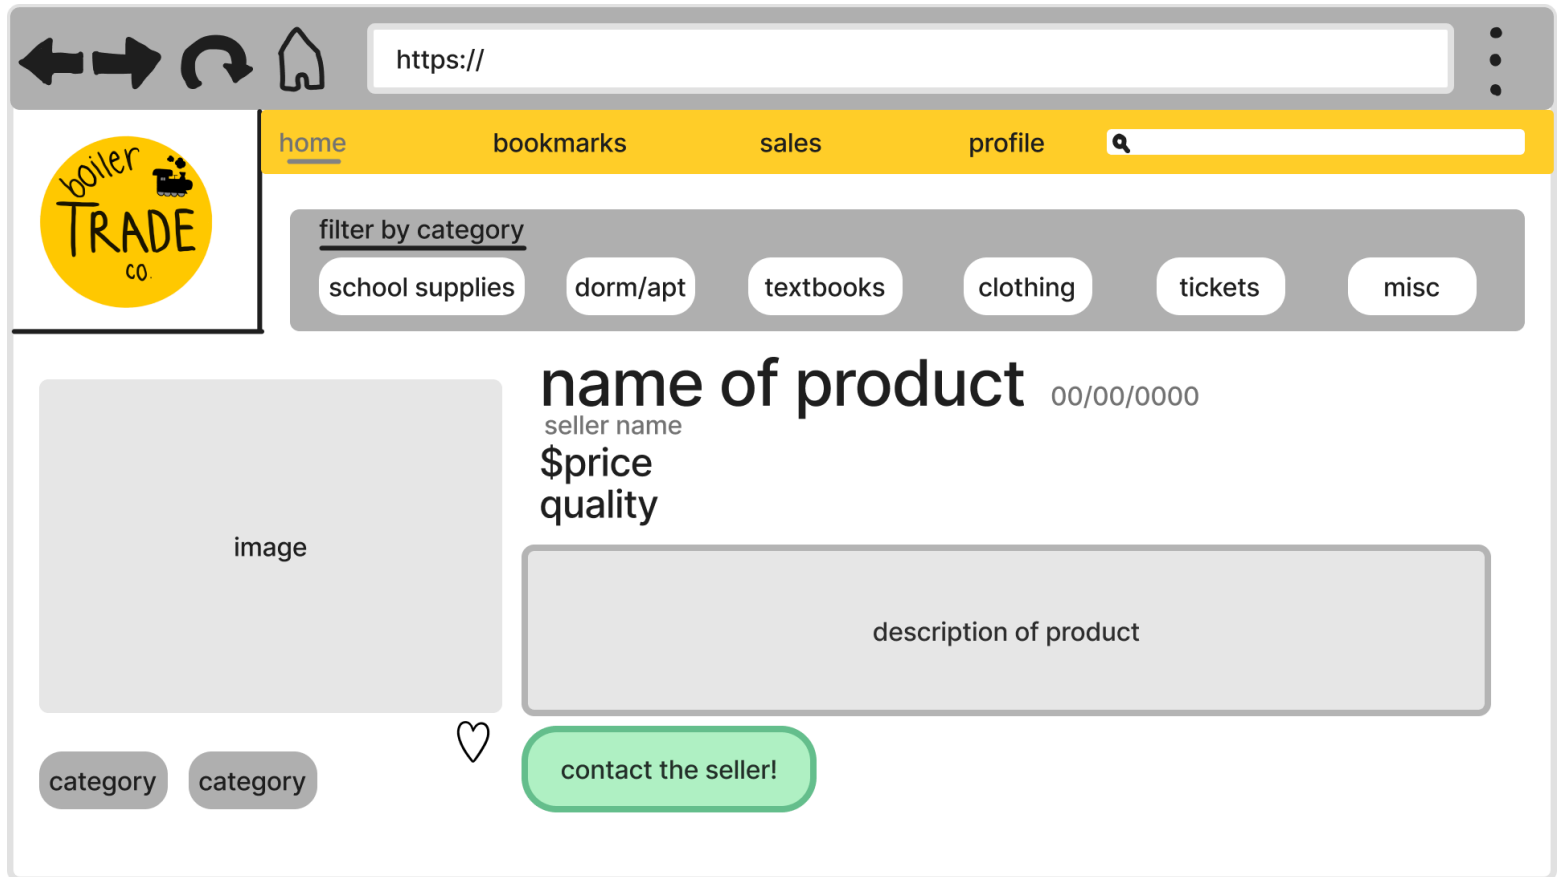 https://
boiler
TRADE
CO.
home bookmarks sales profile
filter by category
school supplies dorm/apt textbooks clothing tickets misc
name of product 00/00/0000
seller name
$price
quality
image
description of product
contact the seller!
category category